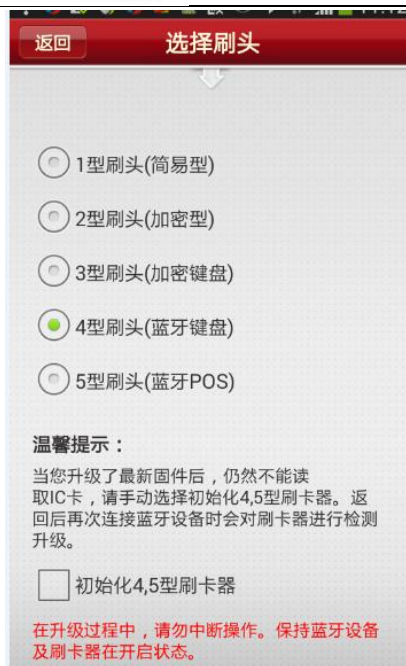 返回
选择刷头
1型刷头(简易型)
2型刷头(加密型)
3型刷头(加密键盘)
4型刷头(蓝牙键盘)
5型刷头(蓝牙POS)
温馨提示：
当您升级了最新固件后，仍然不能读
取IC卡，请手动选择初始化4,5型刷卡器。返
回后再次连接蓝牙设备时会对刷卡器进行检测
升级。
初始化4,5型刷卡器
在升级过程中，请勿中断操作。保持蓝牙设备
及刷卡器在开启状态。